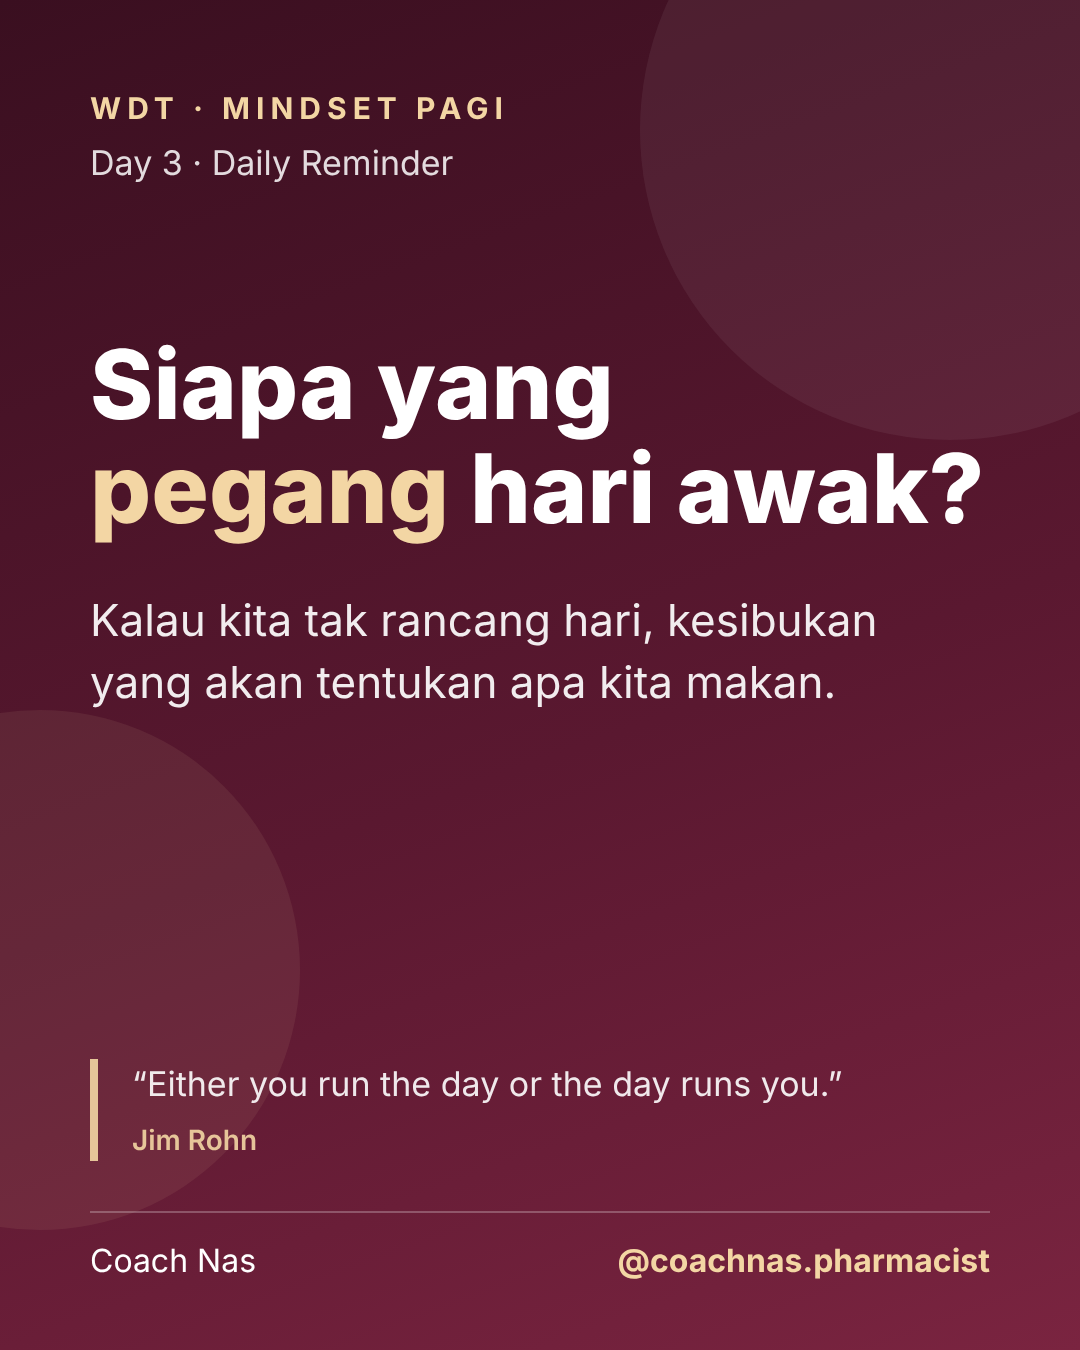 WDT · MINDSET PAGI
Day 3 · Daily Reminder
Siapa yang
pegang hari awak?
Kalau kita tak rancang hari, kesibukan
yang akan tentukan apa kita makan.
“Either you run the day or the day runs you.”
Jim Rohn
Coach Nas
@coachnas.pharmacist